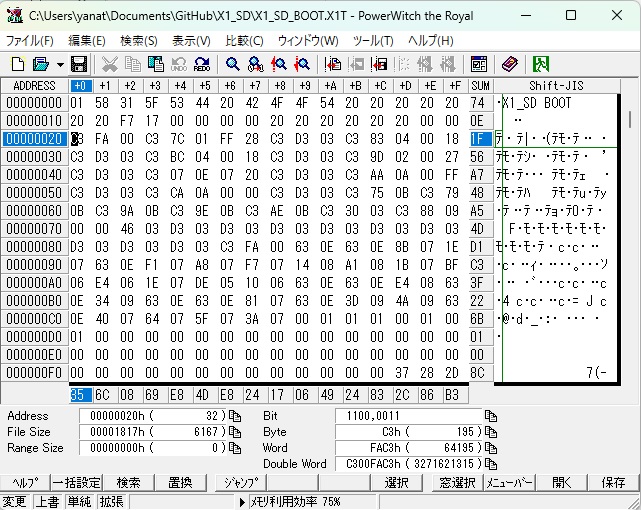 C:\Users\yanat\Documents\GitHub\X1_SD\X1_SD_BOOT.X1T - PowerWitch the Royal
ファイル(F) 編集(E) 検索(S) 表示(V) 比較(C) ウィンドウ(W) ツール(T) ヘルプ(H)
UNDO REDO
ADDRESS +0 +1 +2 +3 +4 +5 +6 +7 +8 +9 +A +B +C +D +E +F SUM Shift-JIS
00000000 01 58 31 5F 53 44 20 42 4F 4F 54 20 20 20 20 20 74 ·X1_SD BOOT
00000010 20 20 F7 17 00 00 00 00 00 00 00 00 00 00 00 00 0E ··
00000020 C3 FA 00 C3 7C 01 FF 28 C3 D3 03 C3 83 04 00 18 1F テ·テ|··(テモ·テ····
00000030 C3 D3 03 C3 BC 04 00 18 C3 D3 03 C3 9D 02 00 27 56 テモ·テシ···テモ·テ···'
00000040 C3 D3 03 C3 07 0E 07 20 C3 D3 03 C3 AA 0A 00 FF A7 テモ·テ··· テモ·テェ···
00000050 C3 D3 03 C3 CA 0A 00 00 C3 D3 03 C3 75 0B C3 79 48 テモ·テハ···テモ·テu·テy
00000060 0B C3 9A 0B C3 9E 0B C3 AE 0B C3 30 03 C3 88 09 A5 ·テ··テ··テョ·テ0·テ··
00000070 00 00 46 03 D3 03 D3 03 D3 03 D3 03 D3 03 D3 03 4D ··F·モ·モ·モ·モ·モ·モ·
00000080 D3 03 D3 03 D3 03 C3 FA 00 63 0E 63 0E 8B 07 1E D1 モ·モ·モ·テ··c·c·····
00000090 07 63 0E F1 07 A8 07 F7 07 14 08 A1 08 1B 07 BF C3 ·c···ィ·····。···ソ
000000A0 06 E4 06 1E 07 DE 05 10 06 63 0E 63 0E E4 08 63 3F ·····゙···c·c···c
000000B0 0E 34 09 63 0E 63 0E 81 07 63 0E 3D 09 4A 09 63 22 ·4·c·c···c·=·J·c
000000C0 0E 40 07 64 07 5F 07 3A 07 00 01 01 01 00 01 00 6B ·@·d·_·:········
000000D0 01 00 00 00 00 00 00 00 00 00 00 00 00 00 00 00 01 ·
000000E0 00 00 00 00 00 00 00 00 00 00 00 00 00 00 00 00 00
000000F0 00 00 00 00 00 00 00 00 00 00 00 00 00 37 28 2D 8C 7(-
35 6C 08 69 E8 4D E8 24 17 06 49 24 83 2C 86 B3
Address 00000020h ( 32) Bit 1100,0011
File Size 00001817h ( 6167) Byte C3h ( 195)
Range Size 00000000h ( 0) Word FAC3h ( 64195)
Double Word C300FAC3h ( 3271621315)
ヘルプ 一括設定 検索 置換 ジャンプ 選択 窓選択 メニューバー 開く 保存
変更 上書 単純 拡張 メモリ利用効率 75%